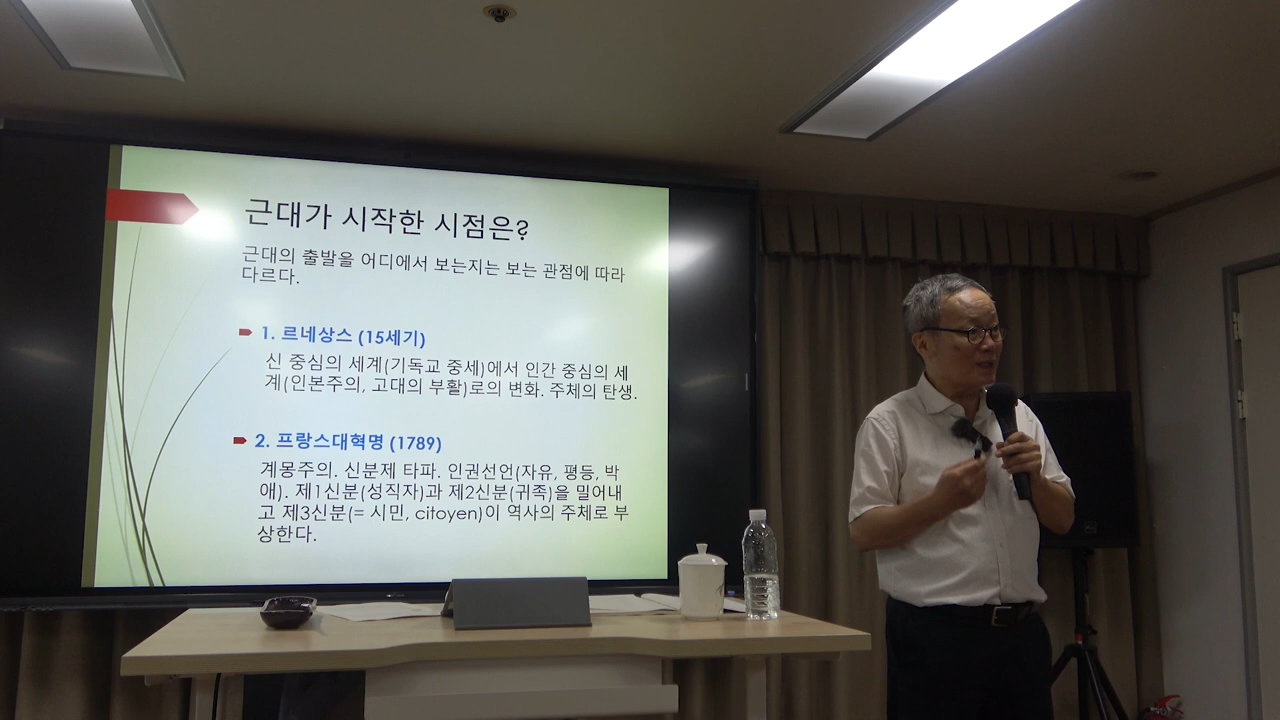 근대가 시작한 시점은?
근대의 출발을 어디에서 보는지는 보는 관점에 따라
다르다.
1. 르네상스 (15세기)
신 중심의 세계(기독교 중세)에서 인간 중심의 세
계(인본주의, 고대의 부활)로의 변화. 주체의 탄생.
2. 프랑스대혁명 (1789)
계몽주의. 신분제 타파. 인권선언(자유, 평등, 박
애). 제1신분(성직자)과 제2신분(귀족)을 밀어내
고 제3신분(= 시민, citoyen)이 역사의 주체로 부
상한다.